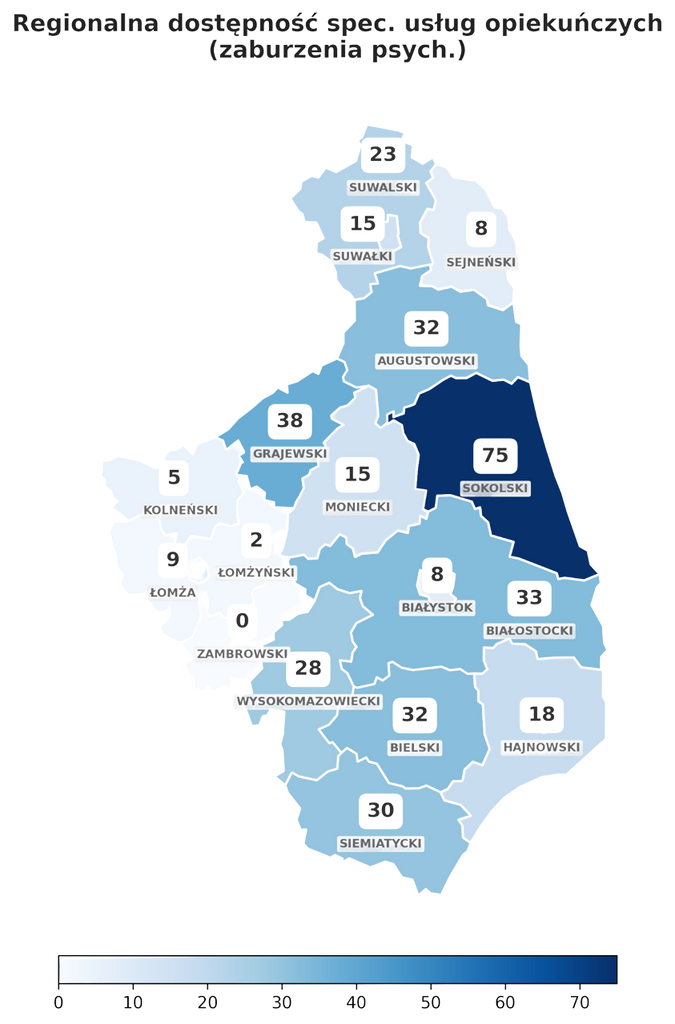 Regionalna dostępność spec. usług opiekuńczych
(zaburzenia psych.)
23
SUWALSKI
15
SUWAŁKI
8
SEJNEŃSKI
32
AUGUSTOWSKI
38
GRAJEWSKI
75
SOKOLSKI
15
MONIECKI
5
KOLNEŃSKI
2
ŁOMŻYŃSKI
9
ŁOMŻA
8
BIAŁYSTOK
33
BIAŁOSTOCKI
0
ZAMBROWSKI
28
WYSOKOMAZOWIECKI
32
BIELSKI
18
HAJNOWSKI
30
SIEMIATYCKI
0 10 20 30 40 50 60 70